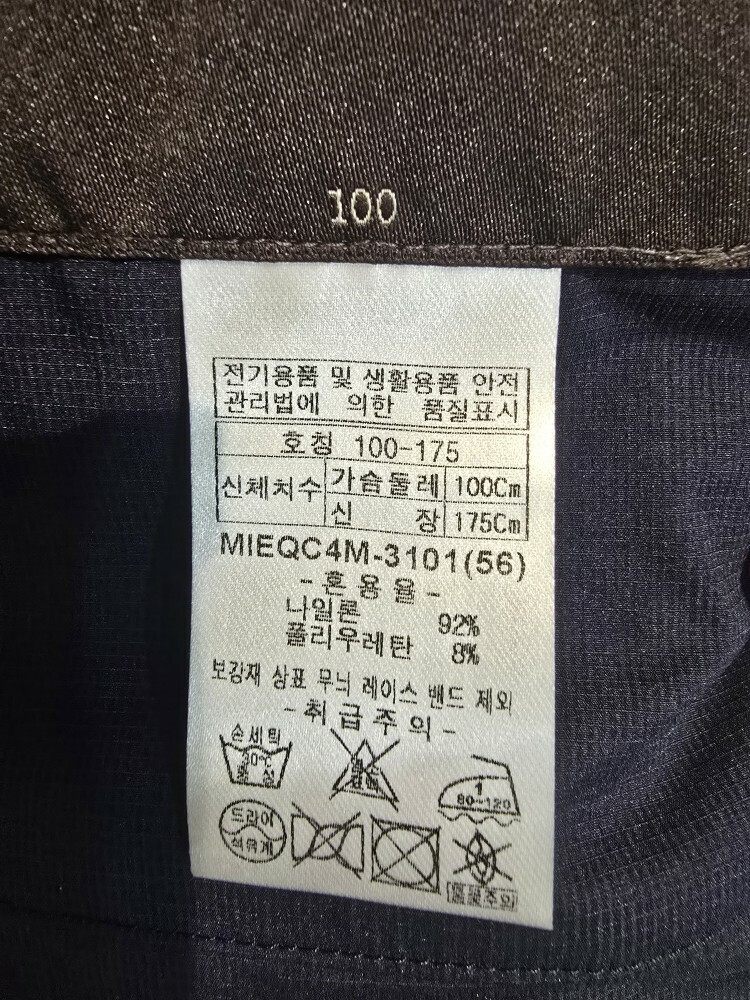 100
전기용품 및 생활용품 안전
관리법에 의한 품질표시
호칭 100-175
신체치수 가슴둘레 100Cm
신 장 175Cm
MIEQC4M-3101(56)
-혼용율-
나일론 92%
폴리우레탄 8%
보강재 상표 무늬 레이스 밴드 제외
-취급주의-
손세탁
30℃
중성
1
80-120
드라이
석유계